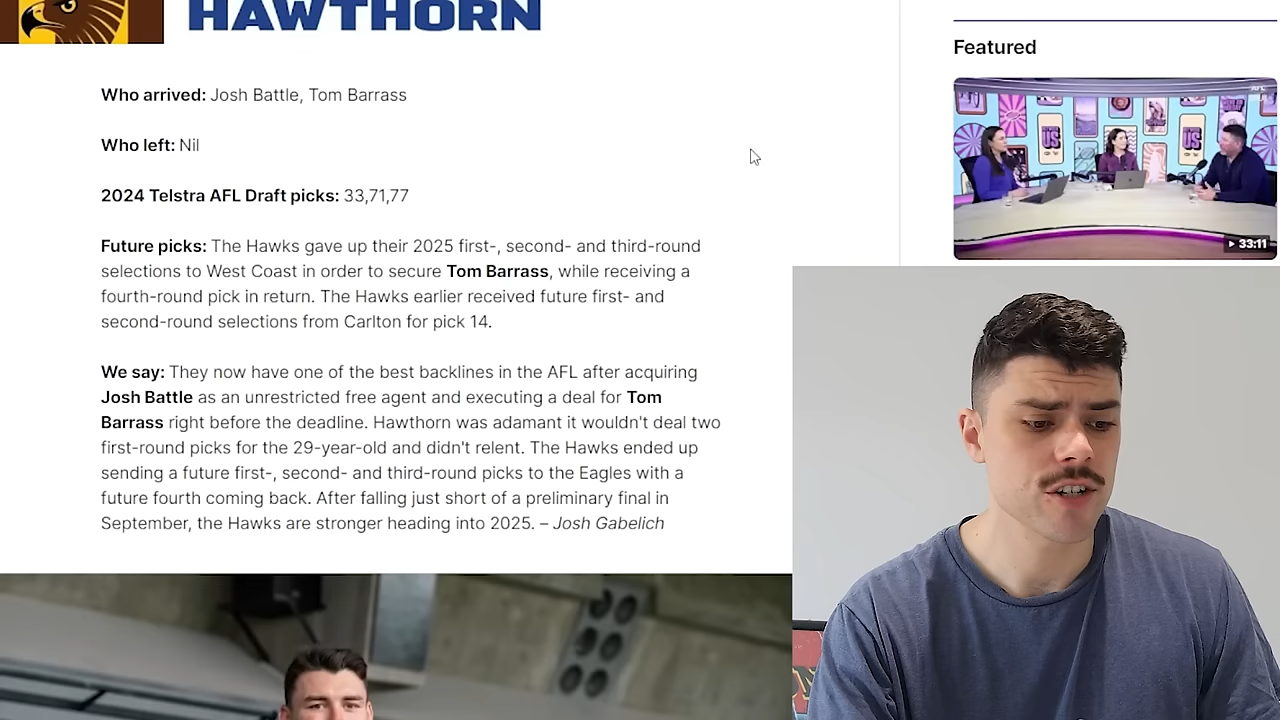 HAWTHORN
Who arrived: Josh Battle, Tom Barrass
Who left: Nil
2024 Telstra AFL Draft picks: 33,71,77
Future picks: The Hawks gave up their 2025 first-, second- and third-round
selections to West Coast in order to secure Tom Barrass, while receiving a
fourth-round pick in return. The Hawks earlier received future first- and
second-round selections from Carlton for pick 14.
We say: They now have one of the best backlines in the AFL after acquiring
Josh Battle as an unrestricted free agent and executing a deal for Tom
Barrass right before the deadline. Hawthorn was adamant it wouldn't deal two
first-round picks for the 29-year-old and didn't relent. The Hawks ended up
sending a future first-, second- and third-round picks to the Eagles with a
future fourth coming back. After falling just short of a preliminary final in
September, the Hawks are stronger heading into 2025. – Josh Gabelich
Featured
AFL
US
US
33:11